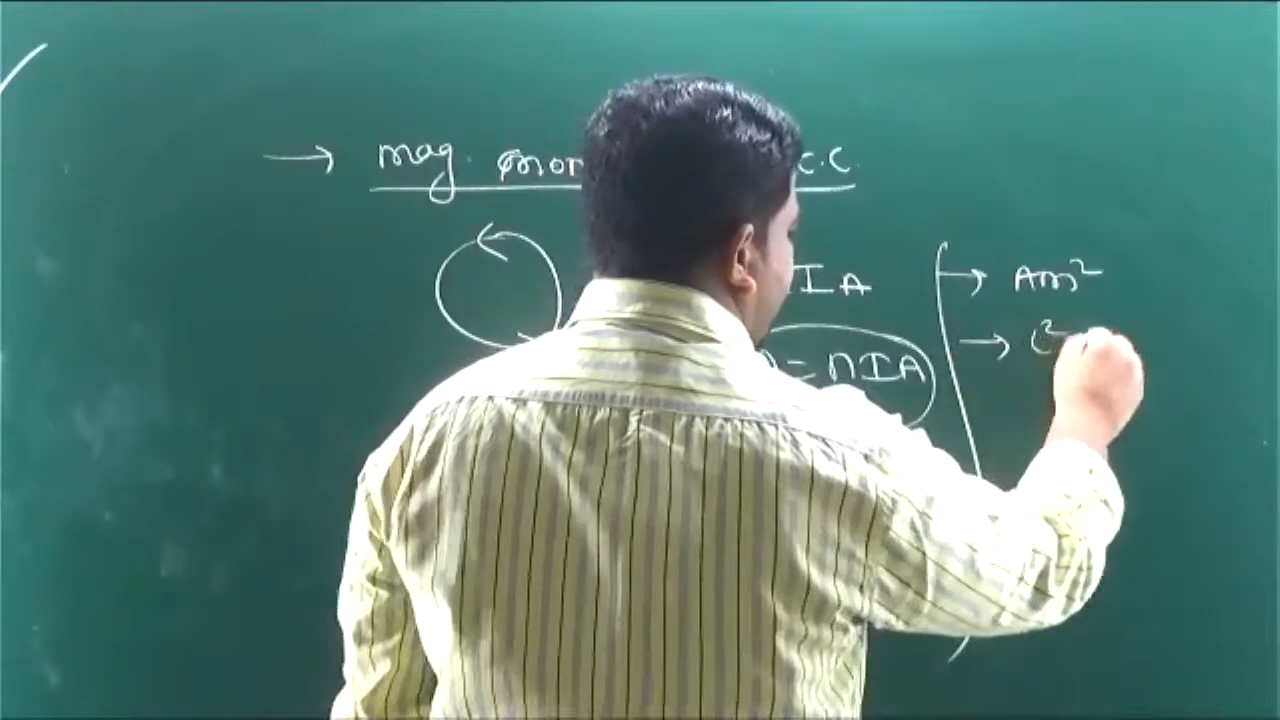 → mag. mom C.C.
IA
= nIA
→ Am²
→